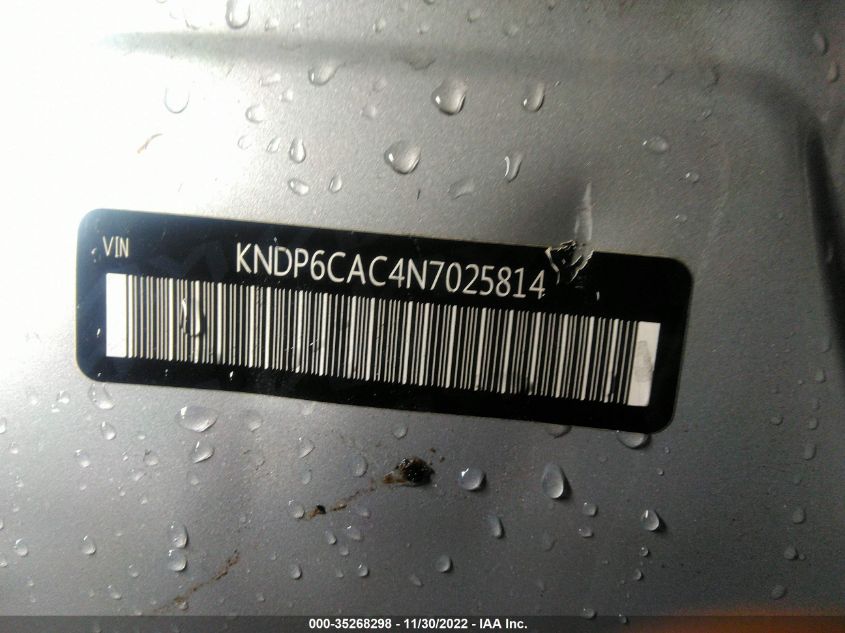 VIN
KNDP6CAC4N7025814
000-35268298 - 11/30/2022 - IAA Inc.